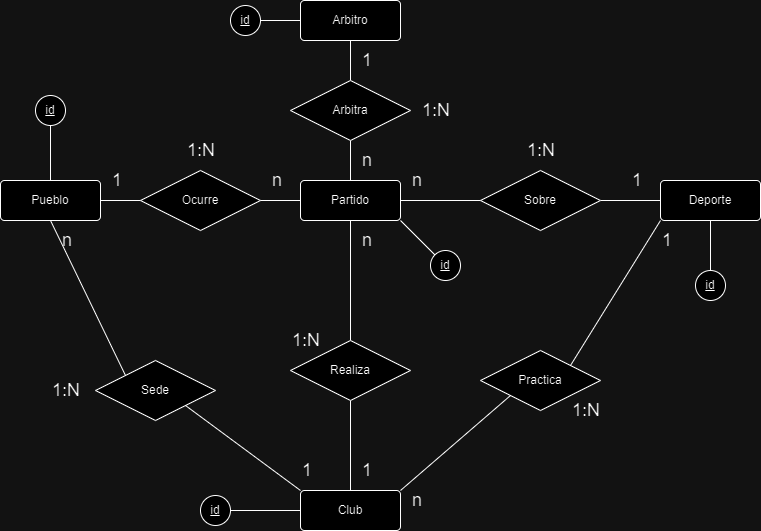 id
Arbitro
1
Arbitra
1:N
id
n
1:N
1:N
1
n
n
1
Pueblo
Ocurre
Partido
Sobre
Deporte
n
n
1
id
id
1:N
Realiza
Practica
1:N
Sede
1:N
1
1
n
id
Club